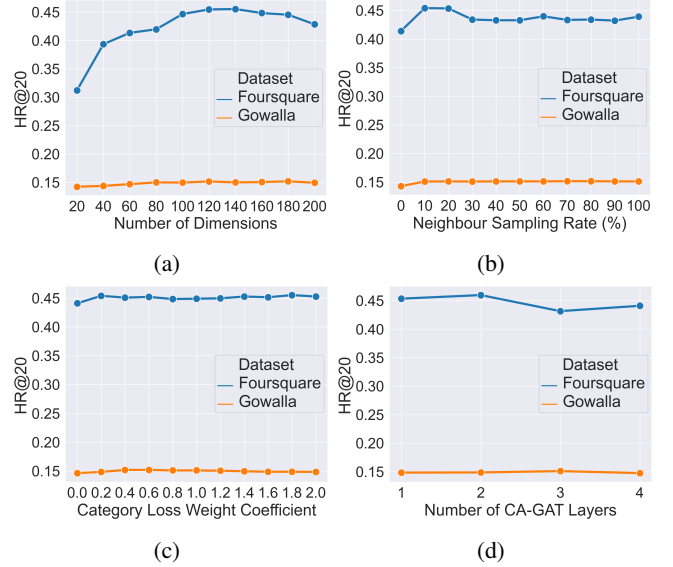 0.45
0.40
0.35
0.30
0.25
0.20
0.15
HR@20
Dataset
Foursquare
Gowalla
20 40 60 80 100 120 140 160 180 200
Number of Dimensions
(a)
0.45
0.40
0.35
0.30
0.25
0.20
0.15
HR@20
Dataset
Foursquare
Gowalla
0 10 20 30 40 50 60 70 80 90 100
Neighbour Sampling Rate (%)
(b)
0.45
0.40
0.35
0.30
0.25
0.20
0.15
HR@20
Dataset
Foursquare
Gowalla
0.0 0.2 0.4 0.6 0.8 1.0 1.2 1.4 1.6 1.8 2.0
Category Loss Weight Coefficient
(c)
0.45
0.40
0.35
0.30
0.25
0.20
0.15
HR@20
Dataset
Foursquare
Gowalla
1 2 3 4
Number of CA-GAT Layers
(d)